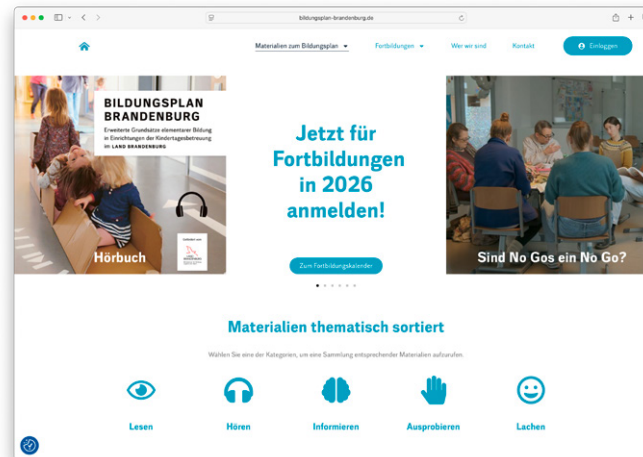 bildungsplan-brandenburg.de
Materialien zum Bildungsplan
Fortbildungen
Wer wir sind
Kontakt
Einloggen
BILDUNGSPLAN
BRANDENBURG
Erweiterte Grundsätze elementarer Bildung
in Einrichtungen der Kindertagesbetreuung
im LAND BRANDENBURG
Hörbuch
Jetzt für
Fortbildungen
in 2026
anmelden!
Zum Fortbildungskalender
Sind No Gos ein No Go?
Materialien thematisch sortiert
Wählen Sie eine der Kategorien, um eine Sammlung entsprechender Materialien aufzurufen.
Lesen
Hören
Informieren
Ausprobieren
Lachen